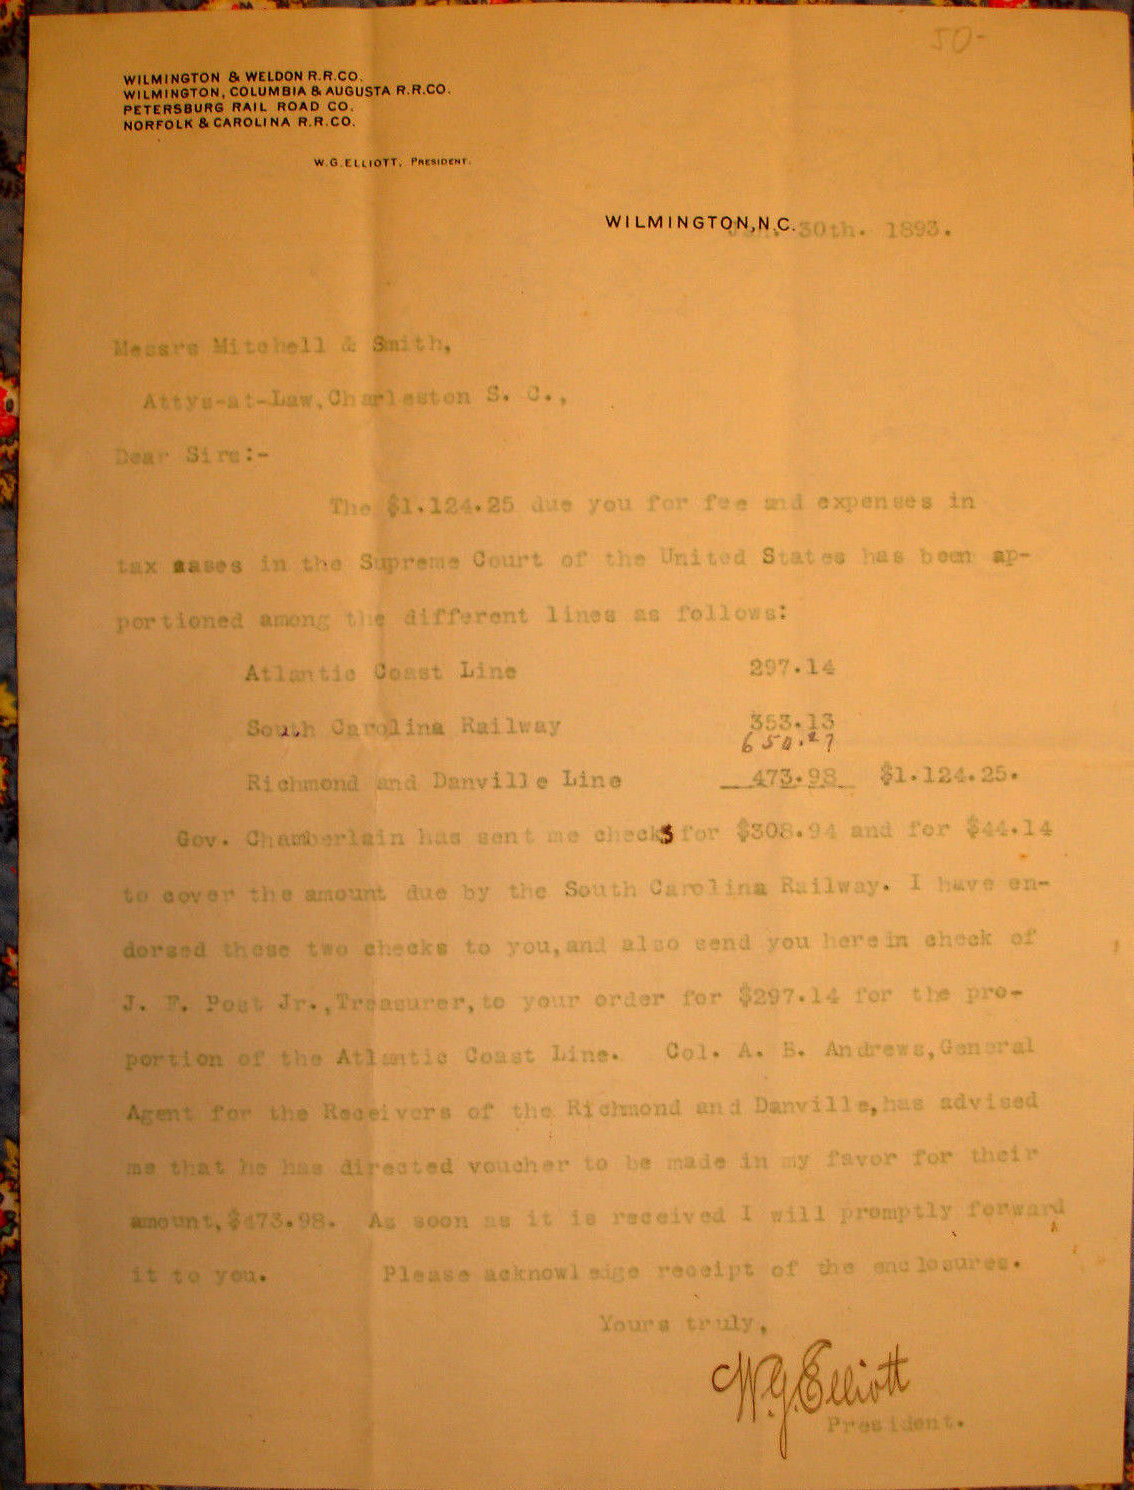 50-
WILMINGTON & WELDON R.R.CO.
WILMINGTON, COLUMBIA & AUGUSTA R.R.CO.
PETERSBURG RAIL ROAD CO.
NORFOLK & CAROLINA R.R.CO.
W.G.ELLIOTT, PRESIDENT.
WILMINGTON, N.C. 30th. 1893.
Messrs Mitchell & Smith,
Attys-at-Law,Charleston S. C.,
Dear Sirs:-
The $1.124.25 due you for fee and expenses in
tax aases in the Supreme Court of the United States has been ap-
portioned among the different lines as follows:
Atlantic Coast Line 297.14
South Carolina Railway 353.13
650.27
Richmond and Danville Line 473.98 $1.124.25.
Gov. Chamberlain has sent me checks for $308.94 and for $44.14
to cover the amount due by the South Carolina Railway. I have en-
dorsed these two checks to you,and also send you herein check of
J. F. Post Jr.,Treasurer,to your order for $297.14 for the pro-
portion of the Atlantic Coast Line. Col. A. B. Andrews,General
Agent for the Receivers of the Richmond and Danville,has advised
me that he has directed voucher to be made in my favor for their
amount,$473.98. As soon as it is received I will promptly forward
it to you. Please acknowledge receipt of the enclosures.
Yours truly,
W.G. Elliott
President.